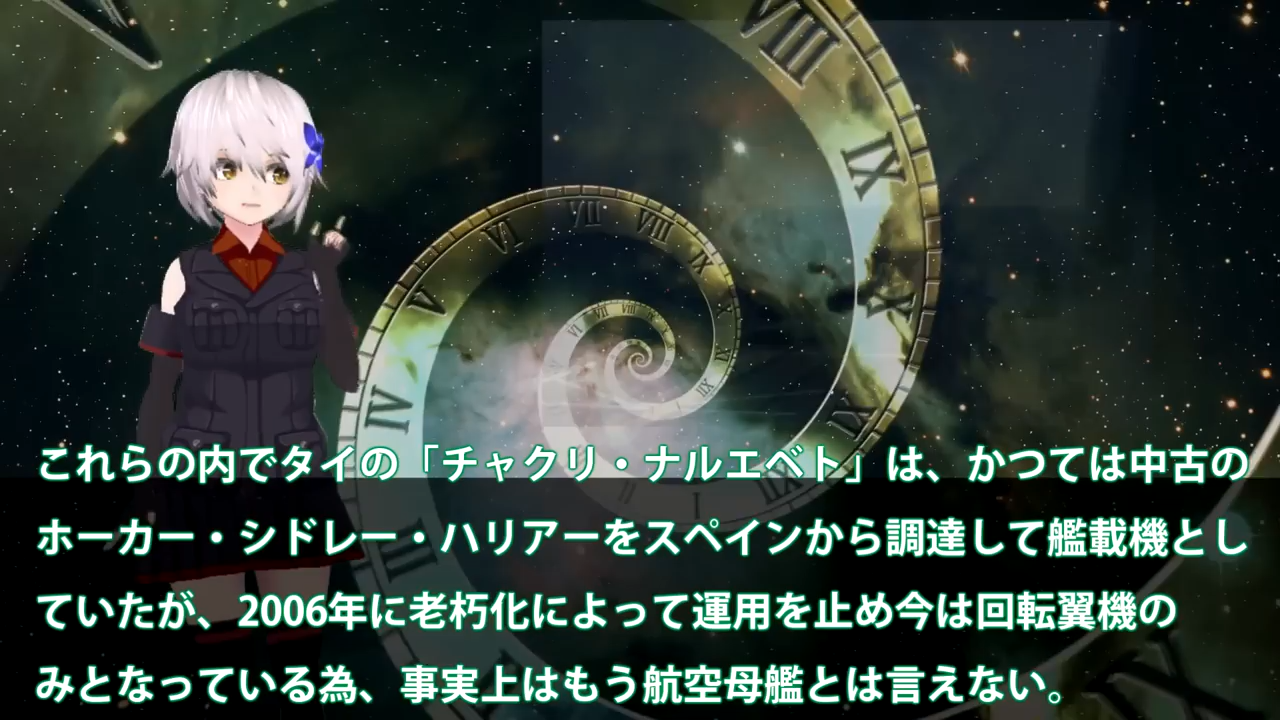 これらの内でタイの「チャクリ・ナルエベト」は、かつては中古の
ホーカー・シドレー・ハリアーをスペインから調達して艦載機とし
ていたが、2006年に老朽化によって運用を止め今は回転翼機の
みとなっている為、事実上はもう航空母艦とは言えない。